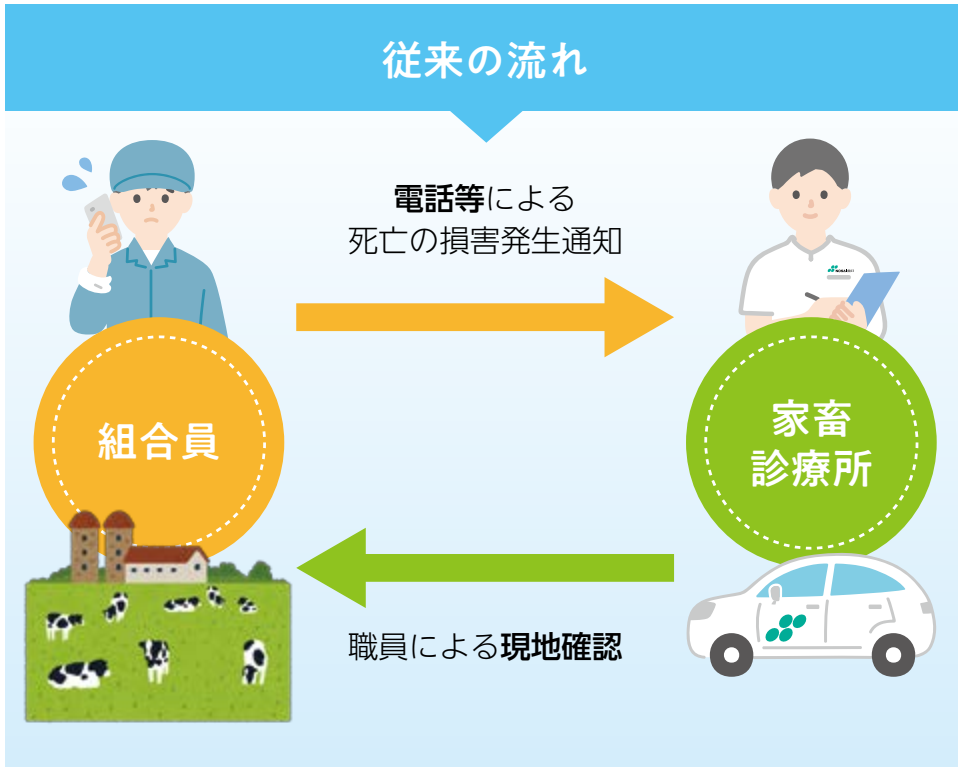 従来の流れ
電話等による
死亡の損害発生通知
組合員
家畜
診療所
職員による現地確認